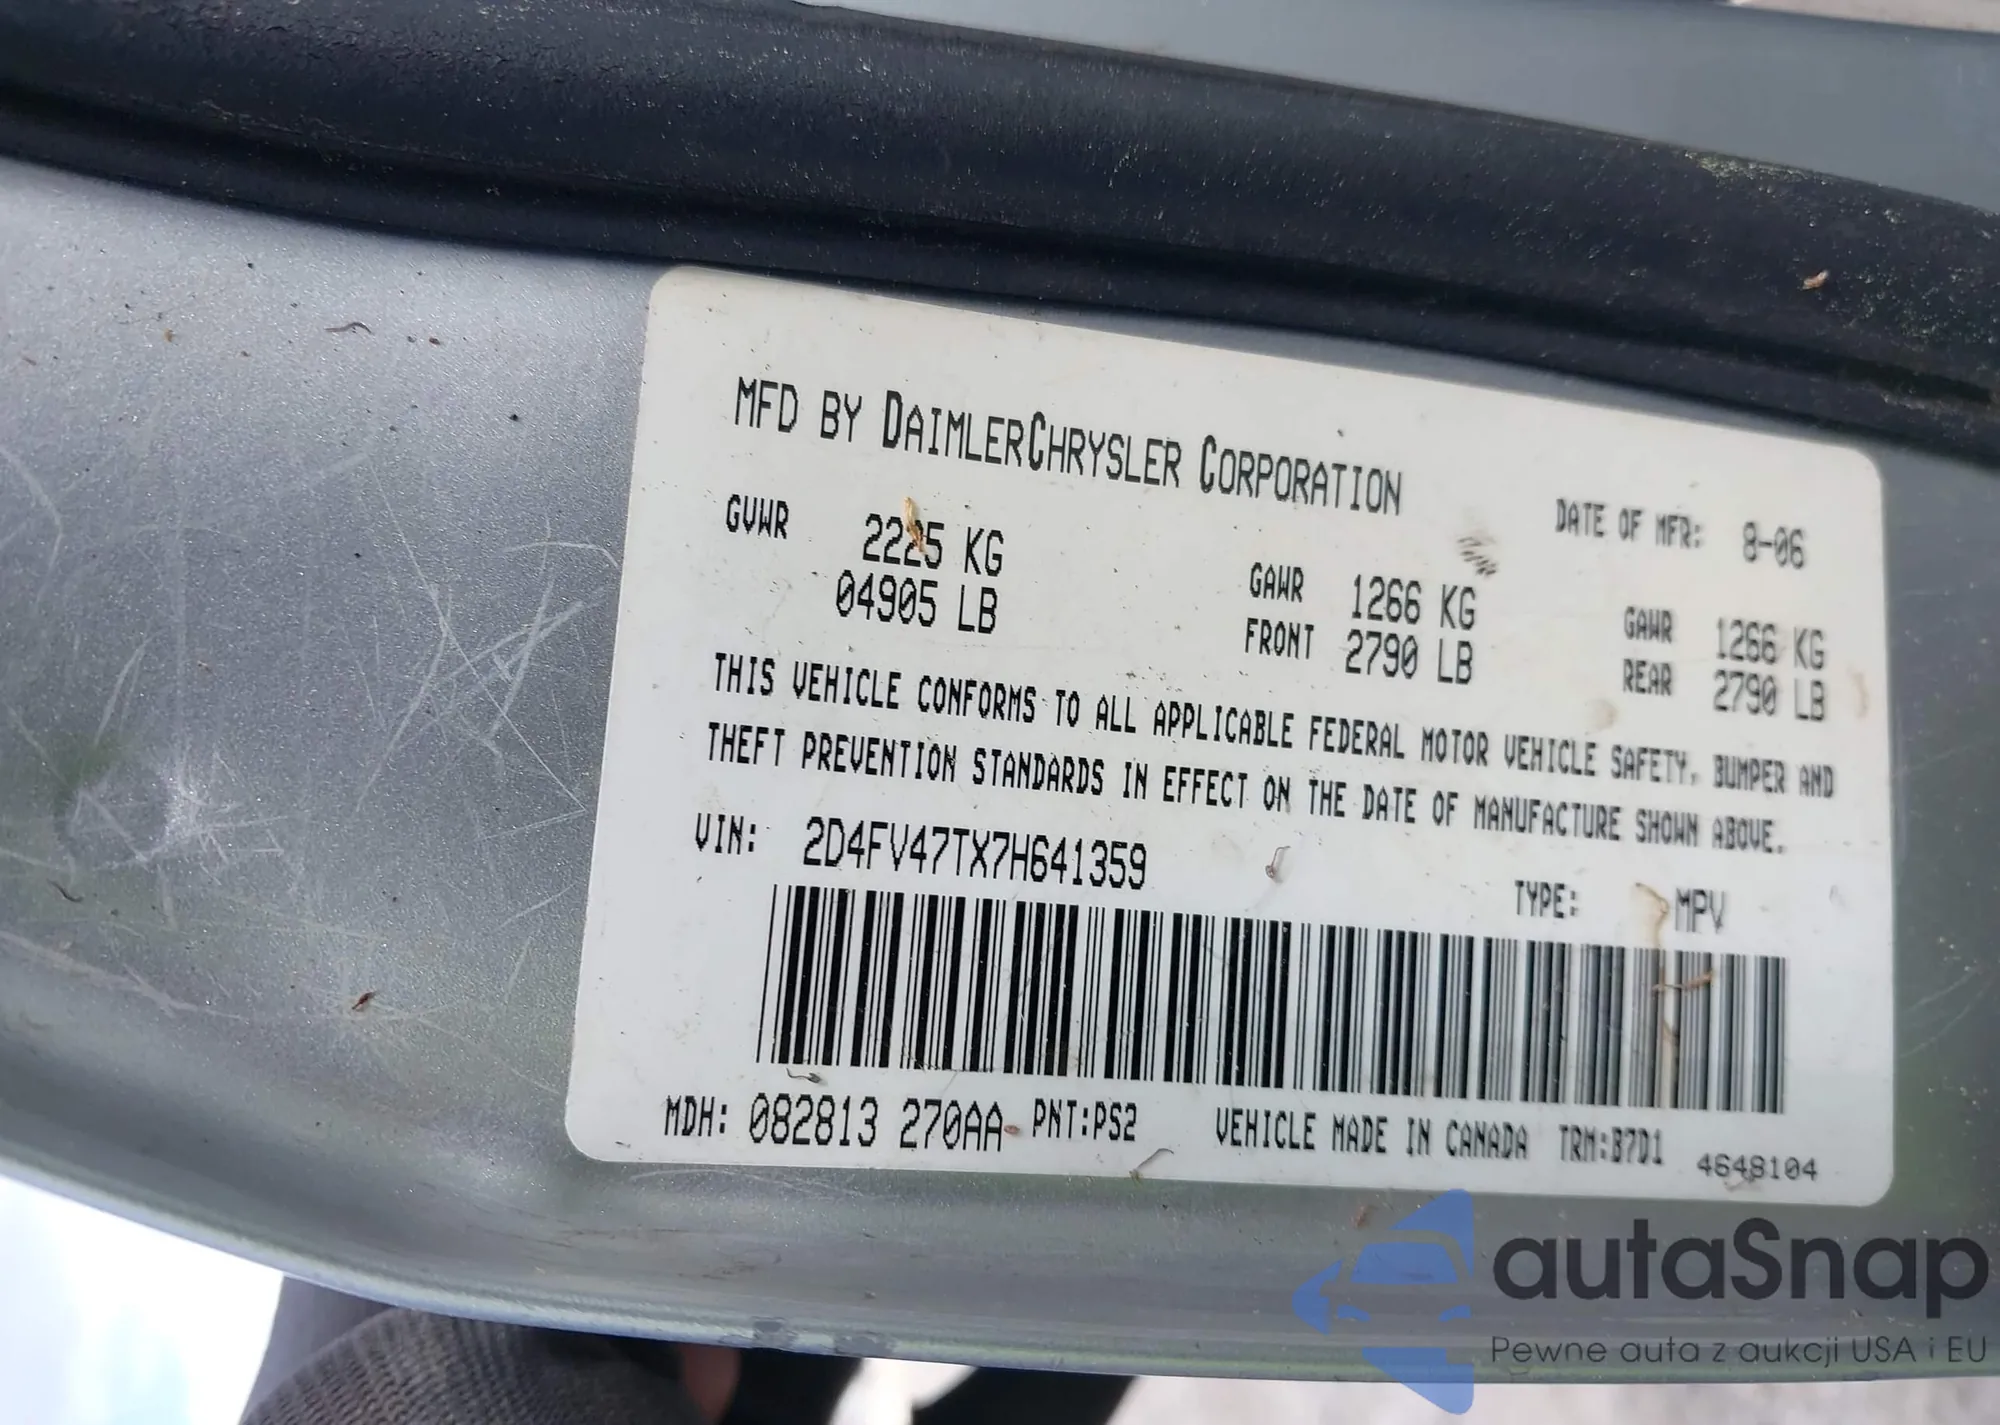 MFD BY DAIMLERCHRYSLER CORPORATION
DATE OF MFR: 8-06
GVWR 2225 KG
04905 LB
GAWR 1266 KG
FRONT 2790 LB
GAWR 1266 KG
REAR 2790 LB
THIS VEHICLE CONFORMS TO ALL APPLICABLE FEDERAL MOTOR VEHICLE SAFETY, BUMPER AND
THEFT PREVENTION STANDARDS IN EFFECT ON THE DATE OF MANUFACTURE SHOWN ABOVE.
VIN: 2D4FV47TX7H641359
TYPE: MPV
MDH: 082813 270AA PNT:PS2 VEHICLE MADE IN CANADA TRM:B7D1 4648104
autaSnap
Pewne auta z aukcji USA i EU